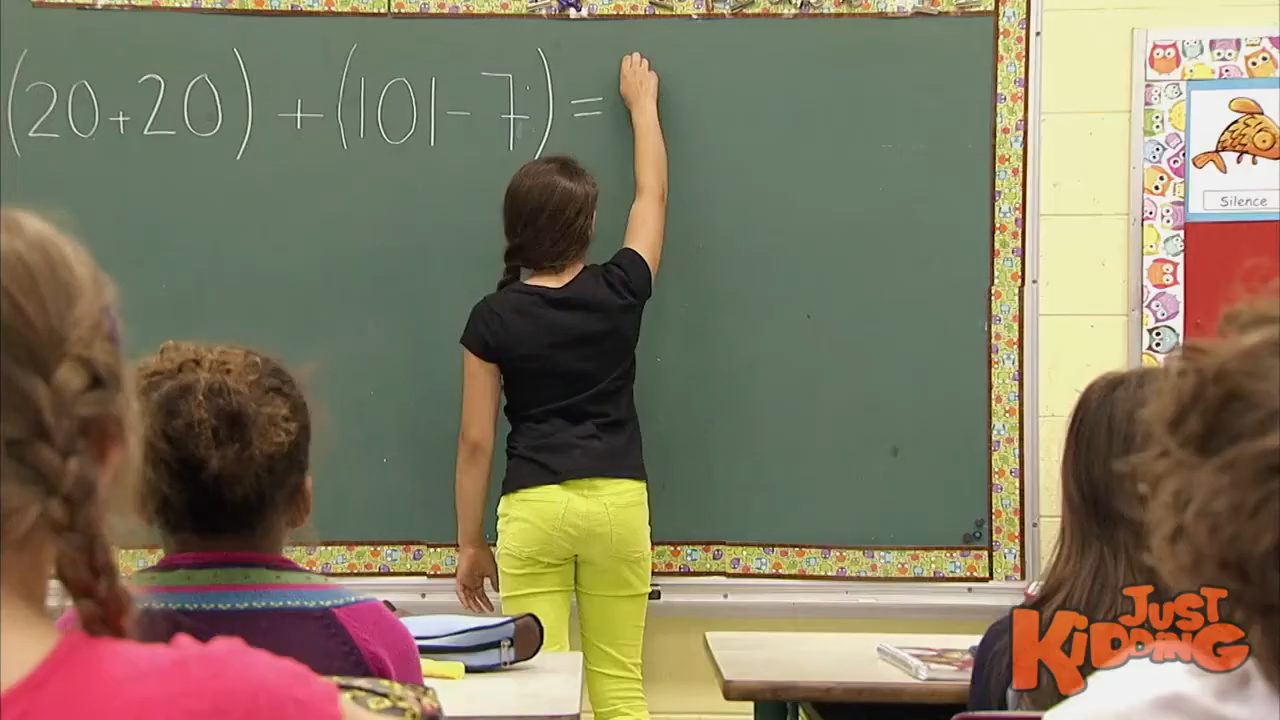 (20+20) + (101-7) =
Silence
JUST
KiDDiNG